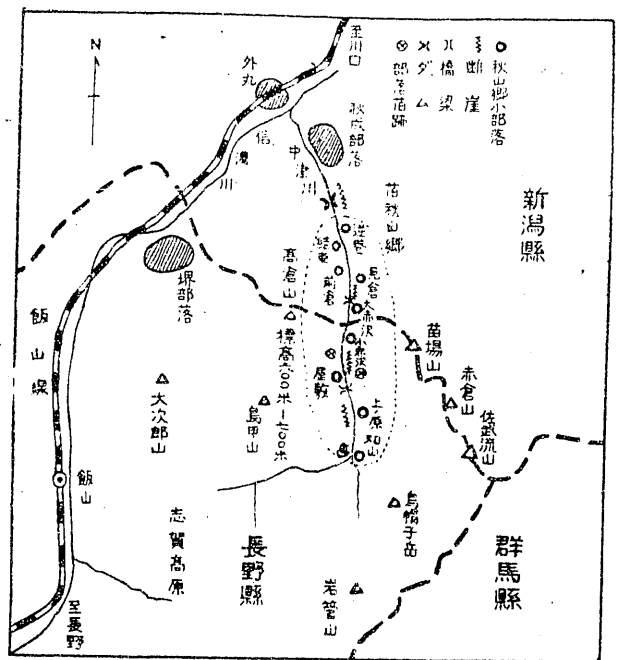 秋山郷小部落
断崖
橋梁
ダム
部落落跡
至川口
外丸
信濃川
中津川
秋成部落
苗秋山郷
新潟縣
N
堺部落
逆巻
結東
前倉
見倉
大赤沢
小赤沢
屋敷
上原
和山
高倉山
標高六〇〇米—七〇〇米
苗場山
赤倉山
佐武流山
飯山線
大次郎山
鳥甲山
飯山
志賀高原
長野縣
烏帽子岳
群馬縣
岩菅山
至長野